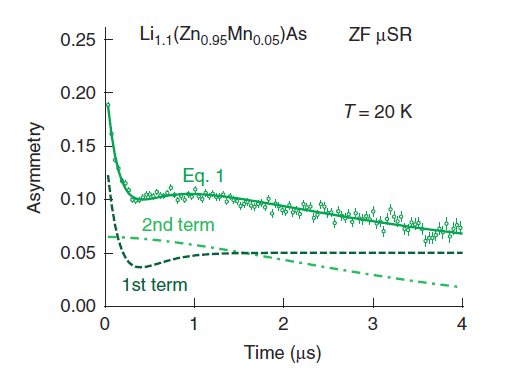 Li1.1(Zn0.95Mn0.05)As
ZF μSR
T = 20 K
Asymmetry
0.25
0.20
0.15
0.10
0.05
0.00
Eq. 1
2nd term
1st term
0
1
2
3
4
Time (μs)